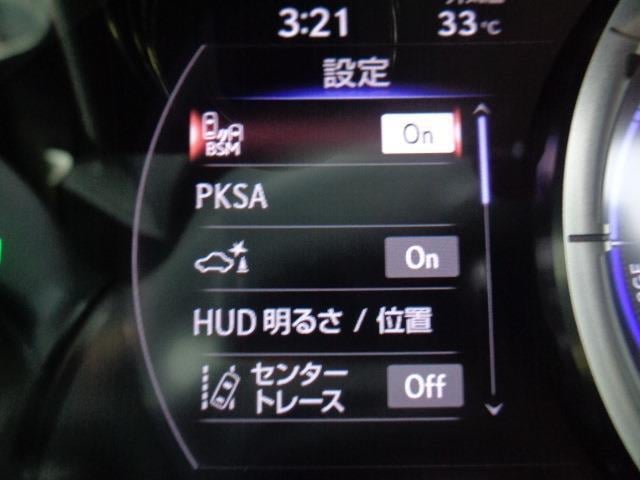 3:21
33℃
設定
BSM
On
PKSA
On
HUD 明るさ / 位置
センター
トレース
Off